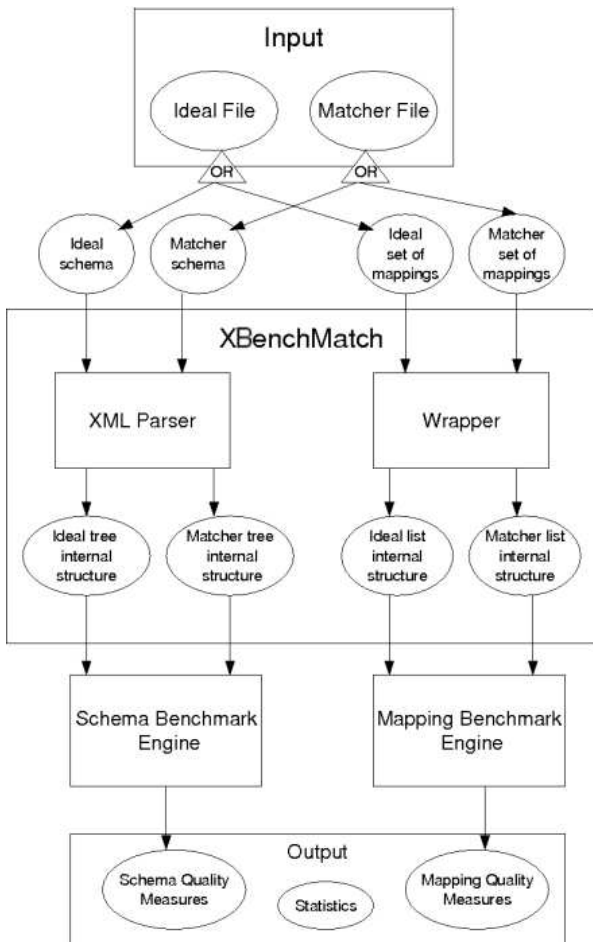 Input
Ideal File
Matcher File
OR
OR
Ideal
schema
Matcher
schema
Ideal
set of
mappings
Matcher
set of
mappings
XBenchMatch
XML Parser
Wrapper
Ideal tree
internal
structure
Matcher tree
internal
structure
Ideal list
internal
structure
Matcher list
internal
structure
Schema Benchmark
Engine
Mapping Benchmark
Engine
Output
Schema Quality
Measures
Statistics
Mapping Quality
Measures